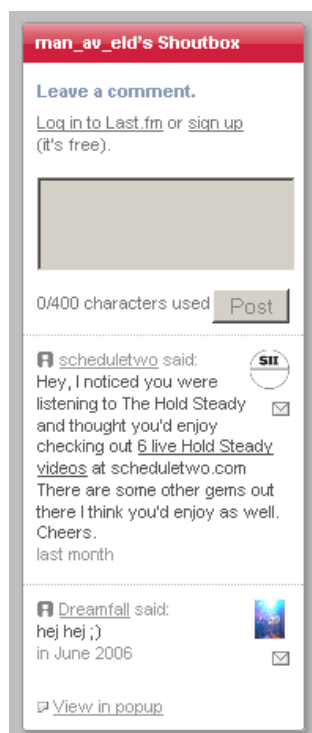 man_av_eld's Shoutbox
Leave a comment.
Log in to Last.fm or sign up
(it's free).
0/400 characters used Post
scheduletwo said:
SII
Hey, I noticed you were
listening to The Hold Steady
and thought you'd enjoy
checking out 6 live Hold Steady
videos at scheduletwo.com
There are some other gems out
there I think you'd enjoy as well.
Cheers.
last month
Dreamfall said:
hej hej ;)
in June 2006
View in popup